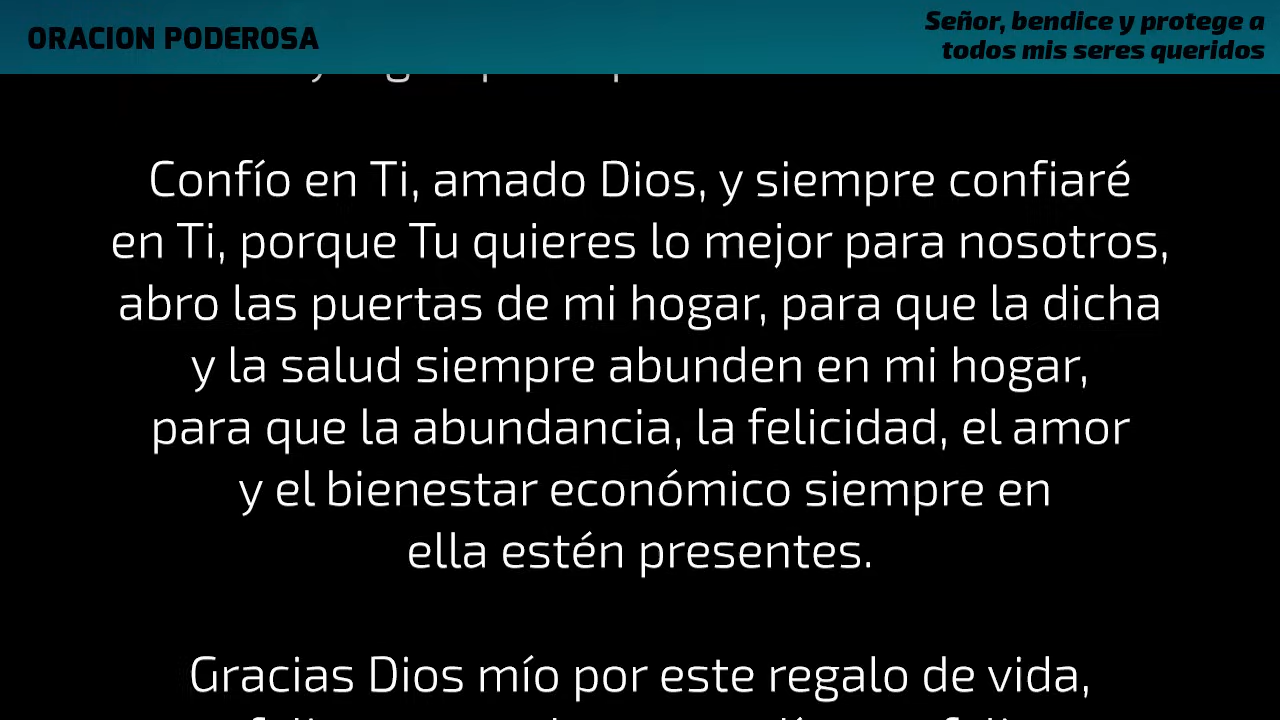 ORACION PODEROSA
Señor, bendice y protege a
todos mis seres queridos
Confío en Ti, amado Dios, y siempre confiaré
en Ti, porque Tu quieres lo mejor para nosotros,
abro las puertas de mi hogar, para que la dicha
y la salud siempre abunden en mi hogar,
para que la abundancia, la felicidad, el amor
y el bienestar económico siempre en
ella estén presentes.
Gracias Dios mío por este regalo de vida,